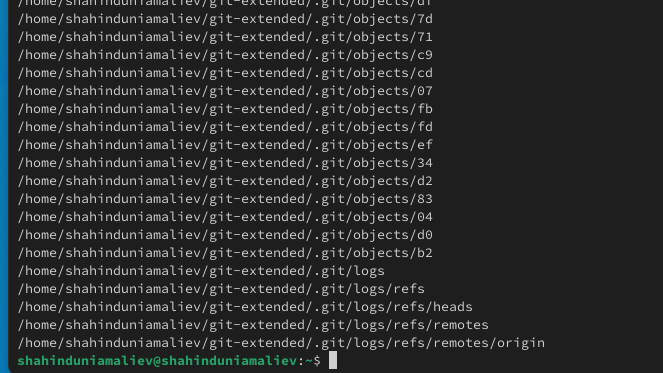 /home/shahinduniamaliev/git-extended/.git/objects/df
/home/shahinduniamaliev/git-extended/.git/objects/7d
/home/shahinduniamaliev/git-extended/.git/objects/71
/home/shahinduniamaliev/git-extended/.git/objects/c9
/home/shahinduniamaliev/git-extended/.git/objects/cd
/home/shahinduniamaliev/git-extended/.git/objects/07
/home/shahinduniamaliev/git-extended/.git/objects/fb
/home/shahinduniamaliev/git-extended/.git/objects/fd
/home/shahinduniamaliev/git-extended/.git/objects/ef
/home/shahinduniamaliev/git-extended/.git/objects/34
/home/shahinduniamaliev/git-extended/.git/objects/d2
/home/shahinduniamaliev/git-extended/.git/objects/83
/home/shahinduniamaliev/git-extended/.git/objects/04
/home/shahinduniamaliev/git-extended/.git/objects/d0
/home/shahinduniamaliev/git-extended/.git/objects/b2
/home/shahinduniamaliev/git-extended/.git/logs
/home/shahinduniamaliev/git-extended/.git/logs/refs
/home/shahinduniamaliev/git-extended/.git/logs/refs/heads
/home/shahinduniamaliev/git-extended/.git/logs/refs/remotes
/home/shahinduniamaliev/git-extended/.git/logs/refs/remotes/origin
shahinduniamaliev@shahinduniamaliev:~$